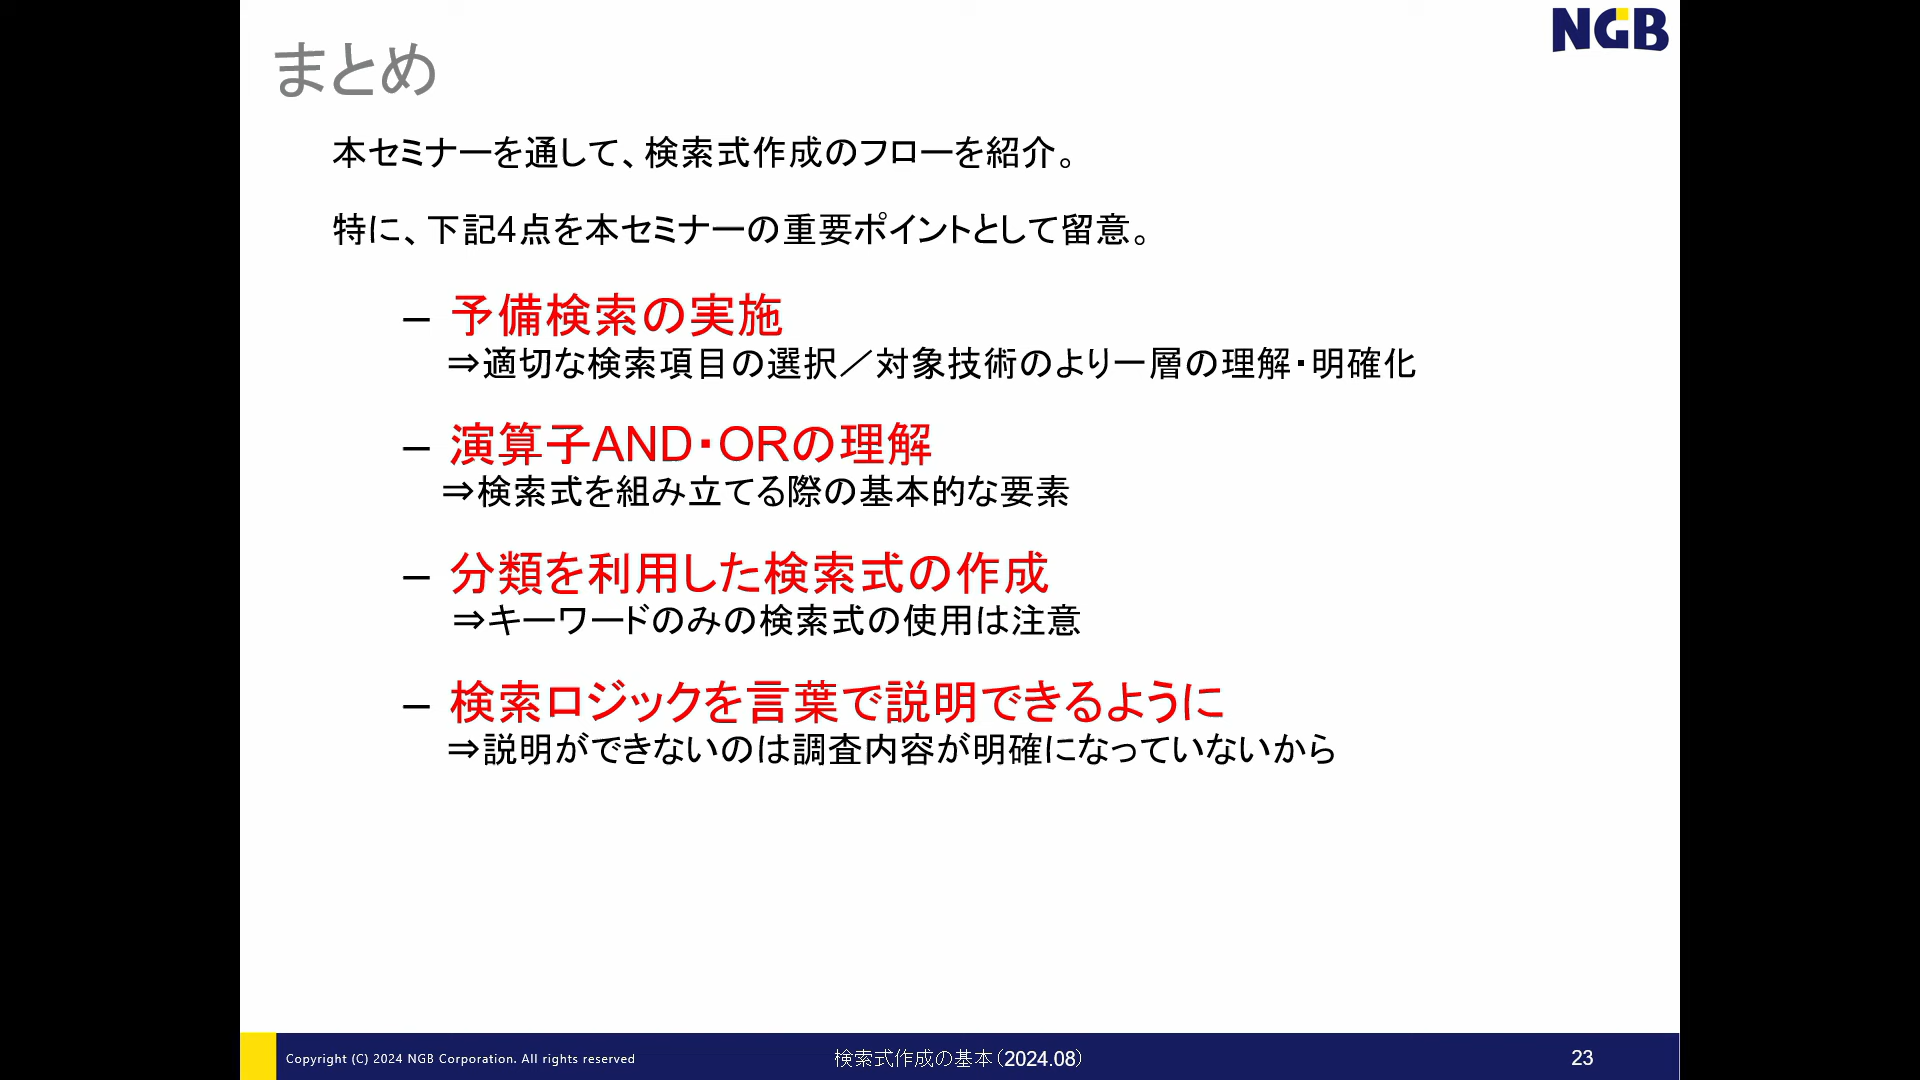 NGB
まとめ
本セミナーを通して、検索式作成のフローを紹介。
特に、下記4点を本セミナーの重要ポイントとして留意。
– 予備検索の実施
⇒適切な検索項目の選択／対象技術のより一層の理解・明確化
– 演算子AND・ORの理解
⇒検索式を組み立てる際の基本的な要素
– 分類を利用した検索式の作成
⇒キーワードのみの検索式の使用は注意
– 検索ロジックを言葉で説明できるように
⇒説明ができないのは調査内容が明確になっていないから
Copyright (C) 2024 NGB Corporation. All rights reserved
検索式作成の基本（2024.08）
23